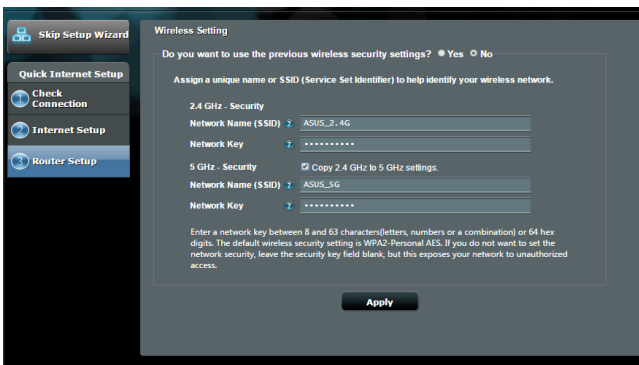 Skip Setup Wizard
Quick Internet Setup
1 Check
Connection
2 Internet Setup
3 Router Setup
Wireless Setting
Do you want to use the previous wireless security settings? Yes No
Assign a unique name or SSID (Service Set Identifier) to help identify your wireless network.
2.4 GHz - Security
Network Name (SSID) ? ASUS_2.4G
Network Key ? ••••••••••
5 GHz - Security Copy 2.4 GHz to 5 GHz settings.
Network Name (SSID) ? ASUS_5G
Network Key ? ••••••••••
Enter a network key between 8 and 63 characters(letters, numbers or a combination) or 64 hex
digits. The default wireless security setting is WPA2-Personal AES. If you do not want to set the
network security, leave the security key field blank, but this exposes your network to unauthorized
access.
Apply